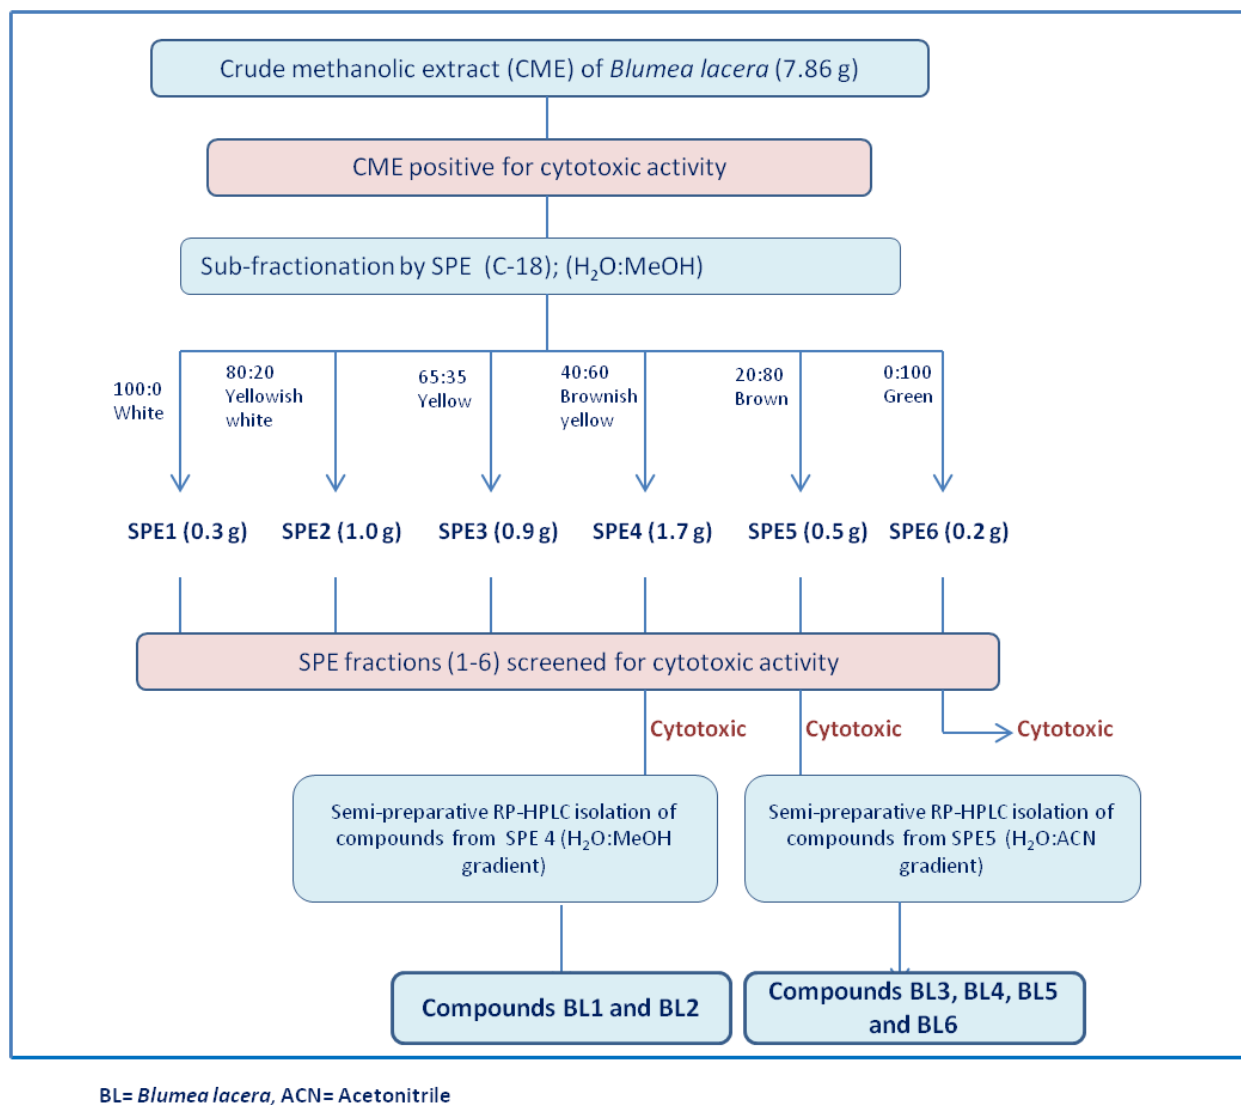 Crude methanolic extract (CME) of Blumea lacera (7.86 g)
CME positive for cytotoxic activity
Sub-fractionation by SPE (C-18); (H₂O:MeOH)
100:0
White
80:20
Yellowish
white
65:35
Yellow
40:60
Brownish
yellow
20:80
Brown
0:100
Green
SPE1 (0.3 g)
SPE2 (1.0 g)
SPE3 (0.9 g)
SPE4 (1.7 g)
SPE5 (0.5 g)
SPE6 (0.2 g)
SPE fractions (1-6) screened for cytotoxic activity
Cytotoxic
Cytotoxic
Cytotoxic
Semi-preparative RP-HPLC isolation of
compounds from SPE 4 (H₂O:MeOH
gradient)
Semi-preparative RP-HPLC isolation of
compounds from SPE5 (H₂O:ACN
gradient)
Compounds BL1 and BL2
Compounds BL3, BL4, BL5
and BL6
BL= Blumea lacera, ACN= Acetonitrile